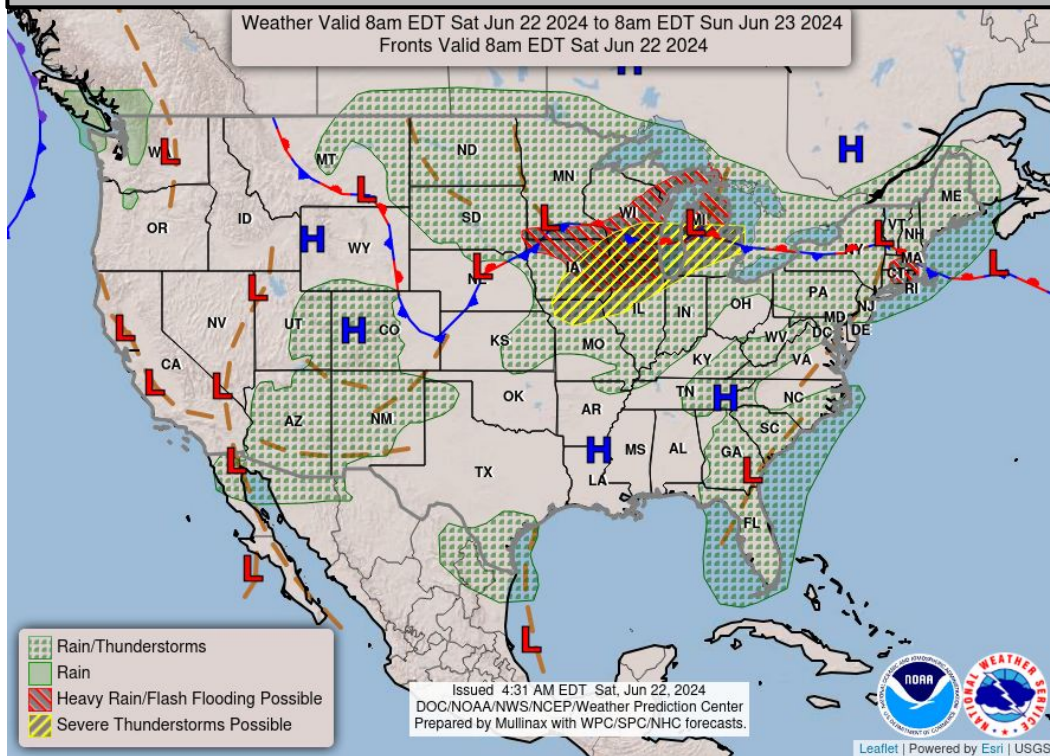 Weather Valid 8am EDT Sat Jun 22 2024 to 8am EDT Sun Jun 23 2024
Fronts Valid 8am EDT Sat Jun 22 2024
H
H
L
MT
ND
MN
ME
L
WI
L
L
MI
L
VT
NH
OR
ID
H
WY
SD
NY
MA
CT
RI
L
L
NE
IA
L
PA
NJ
OH
MD
DE
DC
L
NV
UT
H
CO
IL
IN
WV
VA
KS
MO
KY
CA
L
L
TN
H
NC
AZ
NM
OK
AR
SC
H
MS
AL
GA
L
L
TX
LA
FL
L
L
Rain/Thunderstorms
Rain
Heavy Rain/Flash Flooding Possible
Severe Thunderstorms Possible
Issued 4:31 AM EDT Sat, Jun 22, 2024
DOC/NOAA/NWS/NCEP/Weather Prediction Center
Prepared by Mullinax with WPC/SPC/NHC forecasts.
NOAA
NATIONAL WEATHER SERVICE
Leaflet | Powered by Esri | USGS